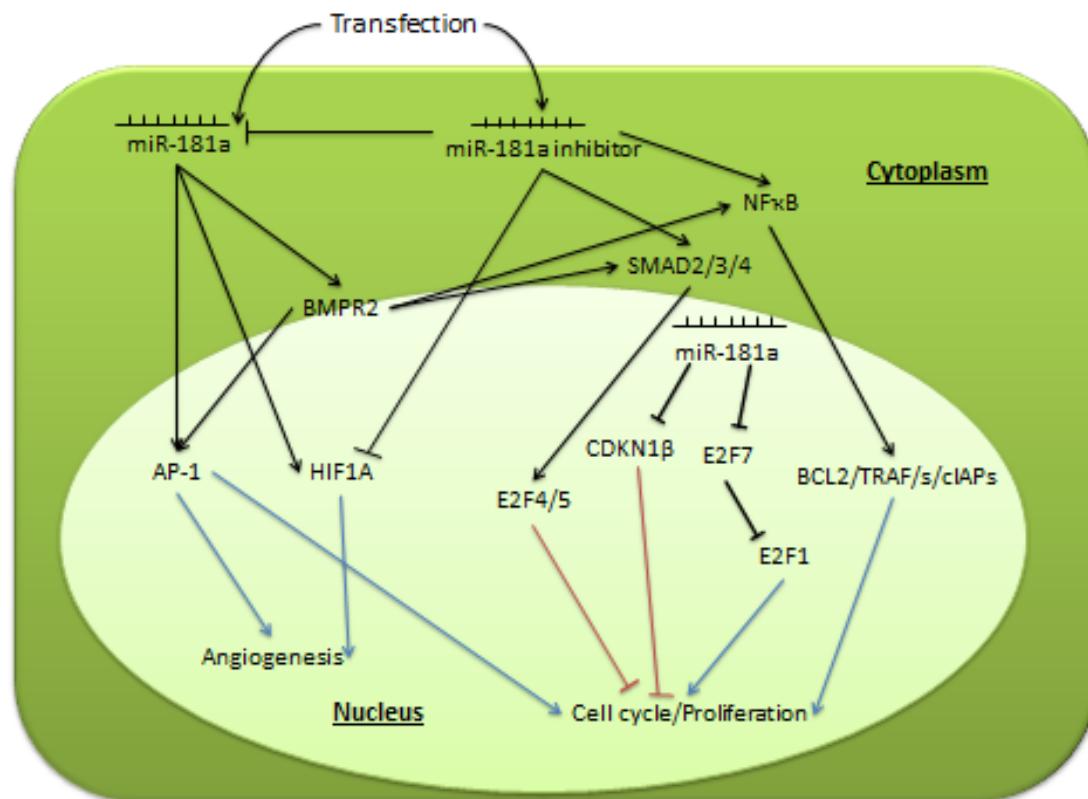 Transfection
miR-181a
miR-181a inhibitor
Cytoplasm
NFκB
SMAD2/3/4
BMPR2
miR-181a
CDKN1β
E2F7
AP-1
HIF1A
BCL2/TRAF/s/cIAPs
E2F4/5
E2F1
Angiogenesis
Nucleus
Cell cycle/Proliferation